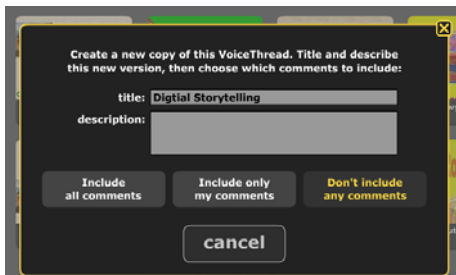 Create a new copy of this VoiceThread. Title and describe
this new version, then choose which comments to include:
title: Digtial Storytelling
description:
Include all comments
Include only my comments
Don't include any comments
cancel